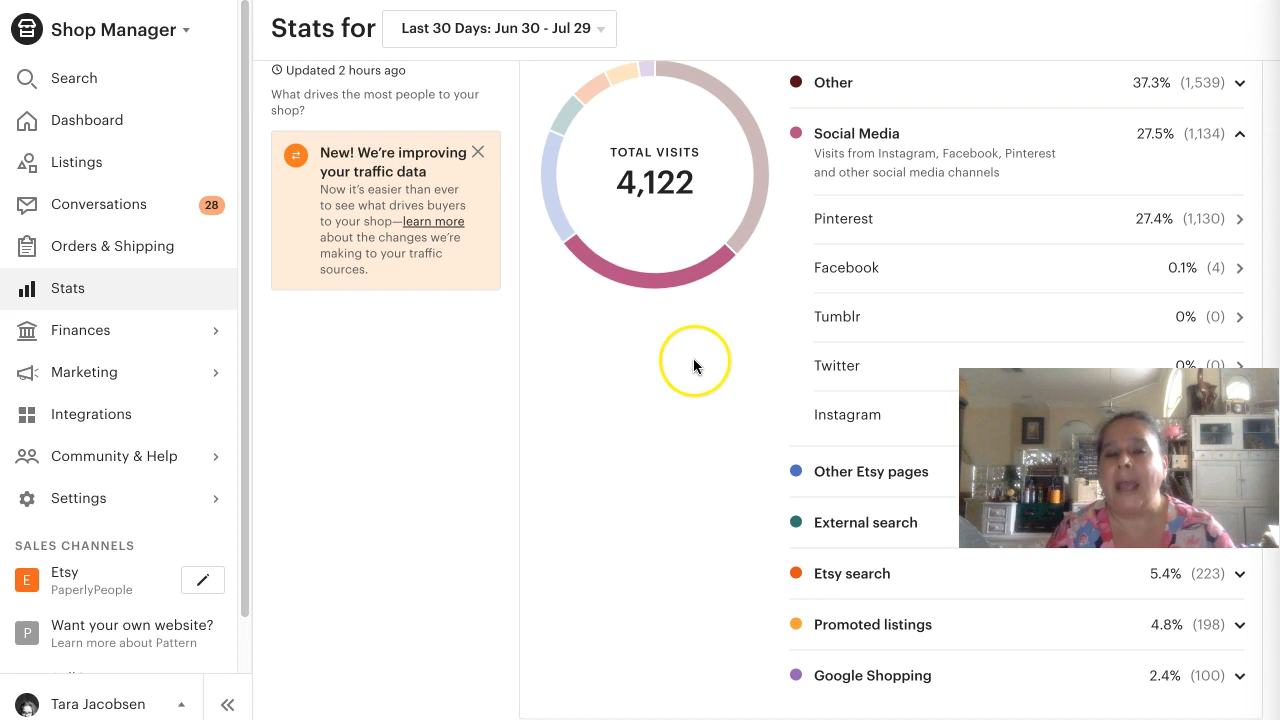 Shop Manager
Search
Dashboard
Listings
Conversations 28
Orders & Shipping
Stats
Finances
Marketing
Integrations
Community & Help
Settings
SALES CHANNELS
E Etsy
PaperlyPeople
P Want your own website?
Learn more about Pattern
Tara Jacobsen
Stats for Last 30 Days: Jun 30 - Jul 29
Updated 2 hours ago
What drives the most people to your
shop?
New! We're improving
your traffic data
Now it's easier than ever
to see what drives buyers
to your shop—learn more
about the changes we're
making to your traffic
sources.
TOTAL VISITS
4,122
Other 37.3% (1,539)
Social Media 27.5% (1,134)
Visits from Instagram, Facebook, Pinterest
and other social media channels
Pinterest 27.4% (1,130)
Facebook 0.1% (4)
Tumblr 0% (0)
Twitter 0% (0)
Instagram
Other Etsy pages
External search
Etsy search 5.4% (223)
Promoted listings 4.8% (198)
Google Shopping 2.4% (100)